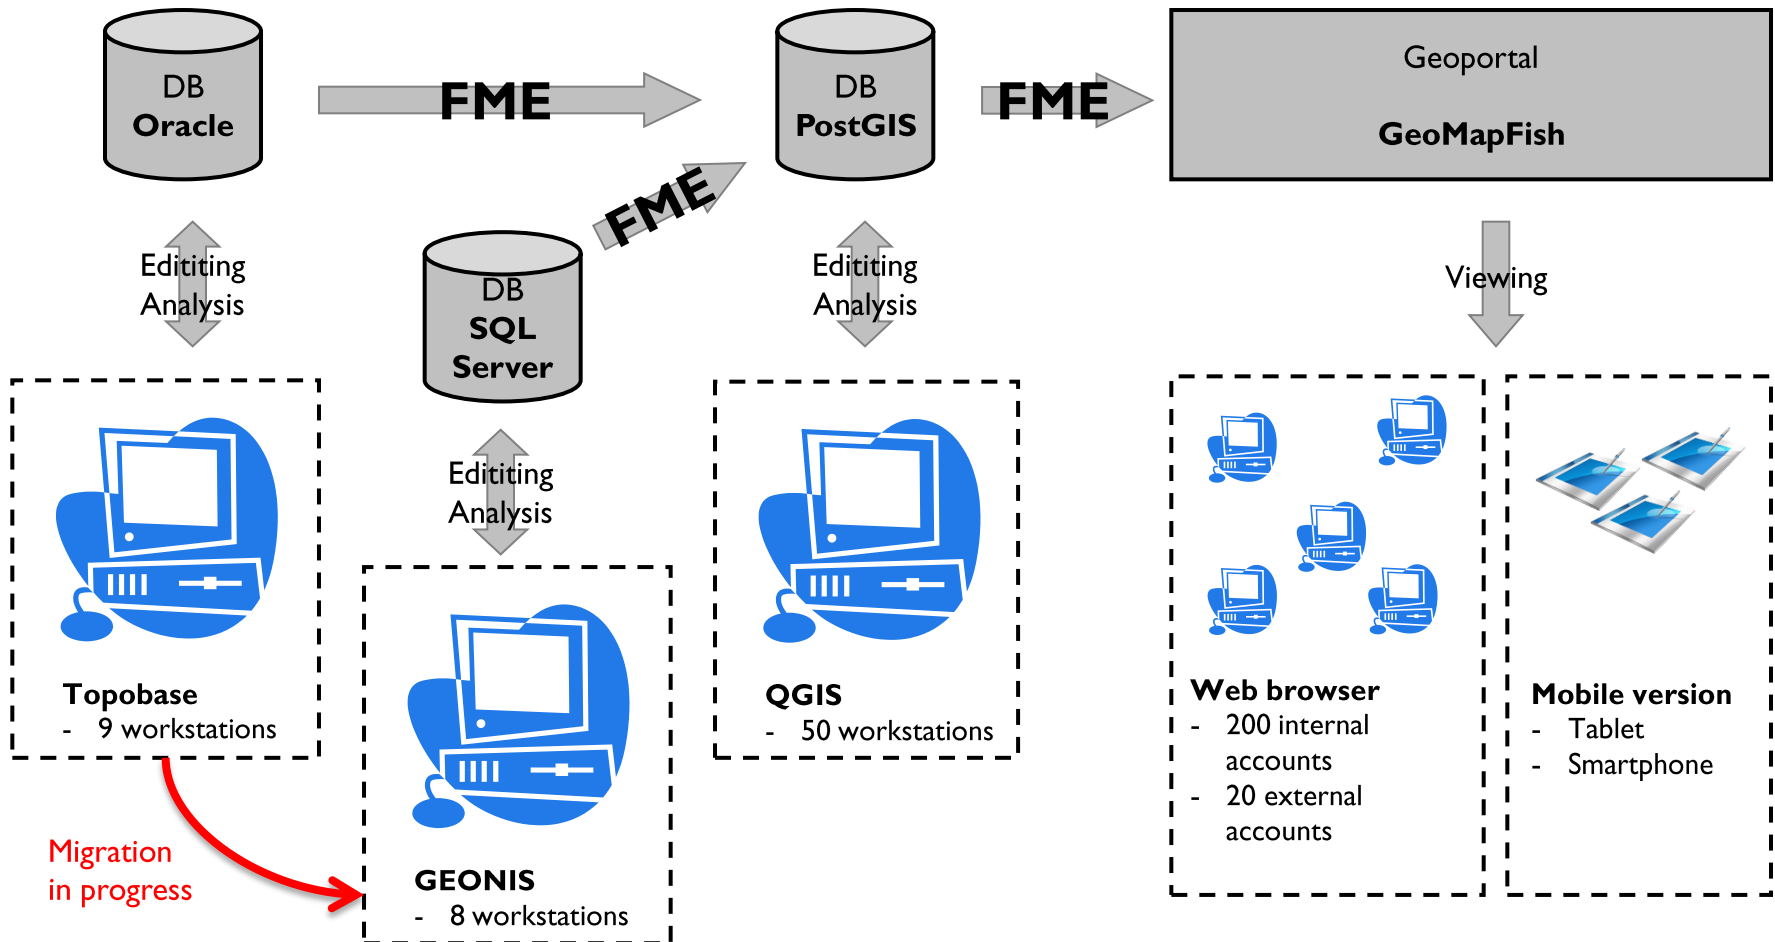 DB
Oracle
FME
DB
PostGIS
FME
Geoportal
GeoMapFish
FME
Edititing
Analysis
DB
SQL
Server
Edititing
Analysis
Viewing
Edititing
Analysis
Topobase
- 9 workstations
QGIS
- 50 workstations
Web browser
- 200 internal
accounts
- 20 external
accounts
Mobile version
- Tablet
- Smartphone
Migration
in progress
GEONIS
- 8 workstations